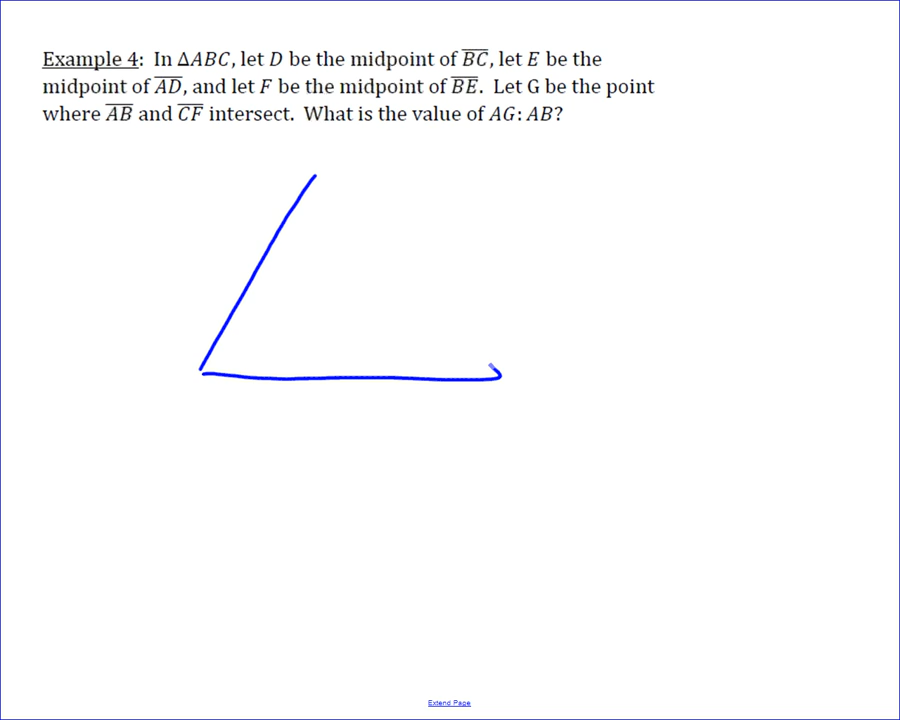 Example 4: In ΔABC, let D be the midpoint of B̅C̅, let E be the
midpoint of A̅D̅, and let F be the midpoint of B̅E̅. Let G be the point
where A̅B̅ and C̅F̅ intersect. What is the value of AG: AB?
Extend Page